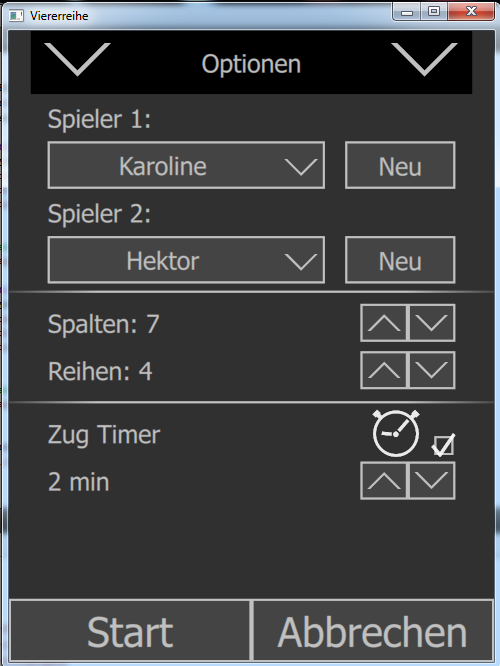 Viererreihe
Optionen
Spieler 1:
Karoline
Neu
Spieler 2:
Hektor
Neu
Spalten: 7
Reihen: 4
Zug Timer
2 min
Start
Abbrechen